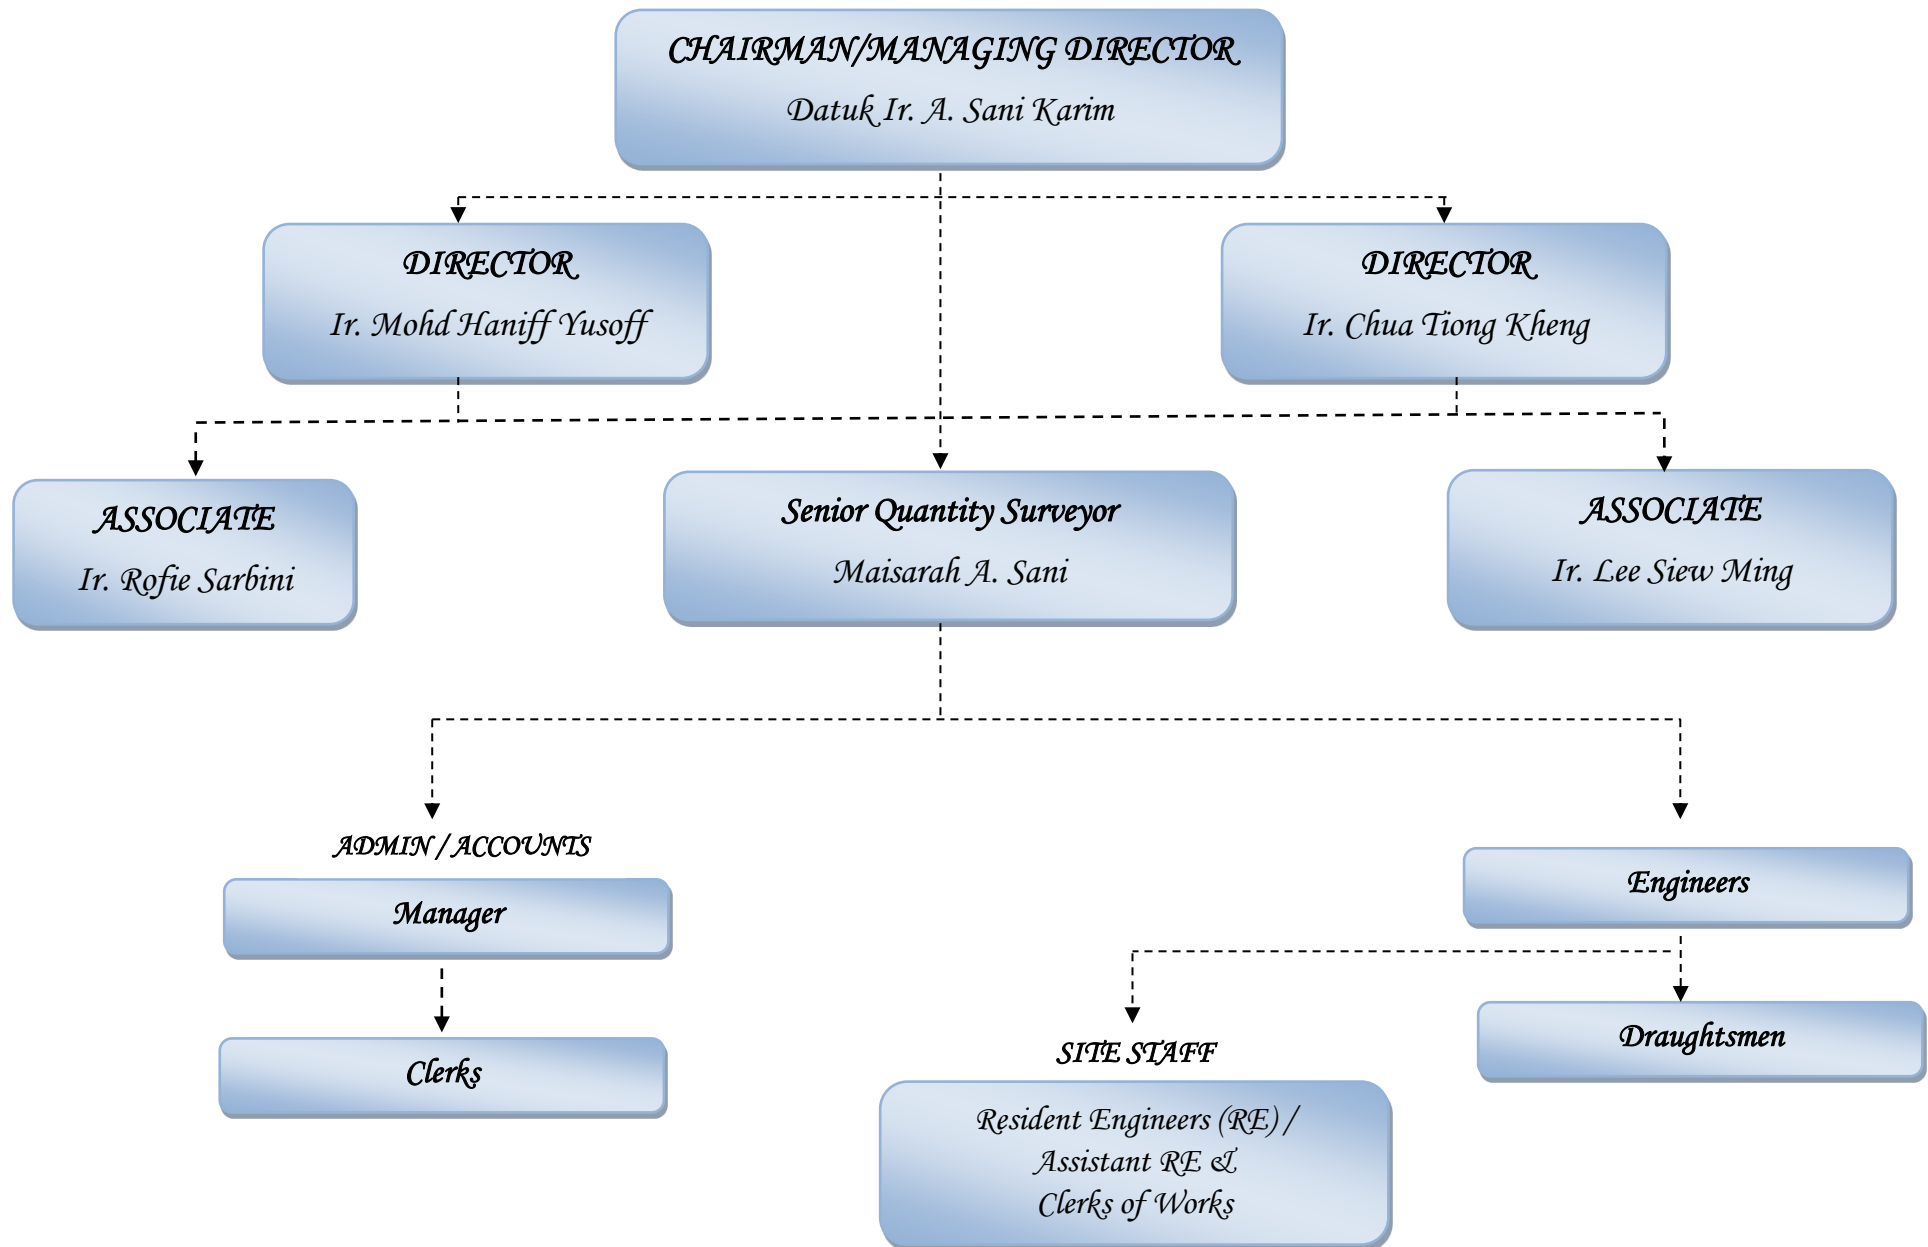 CHAIRMAN/MANAGING DIRECTOR
Datuk Ir. A. Sani Karim
DIRECTOR
Ir. Mohd Haniff Yusoff
DIRECTOR
Ir. Chua Tiong Kheng
ASSOCIATE
Ir. Rofie Sarbini
Senior Quantity Surveyor
Maisarah A. Sani
ASSOCIATE
Ir. Lee Siew Ming
ADMIN / ACCOUNTS
Manager
Clerks
Engineers
Draughtsmen
SITE STAFF
Resident Engineers (RE) /
Assistant RE &
Clerks of Works